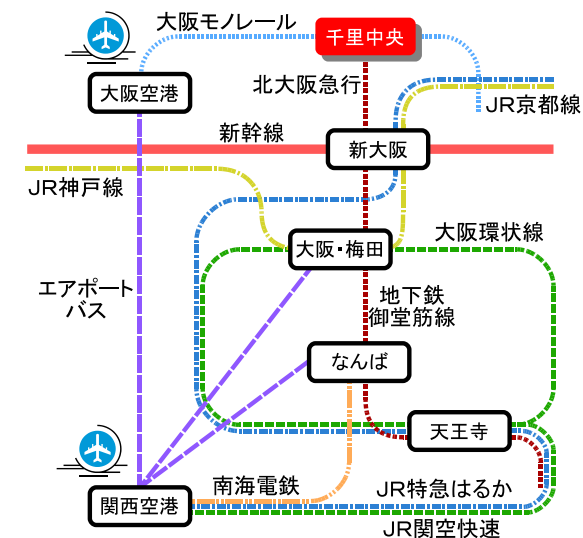 大阪モノレール
千里中央
北大阪急行
大阪空港
JR京都線
新幹線
新大阪
JR神戸線
大阪・梅田
大阪環状線
エアポート
バス
地下鉄
御堂筋線
なんば
天王寺
南海電鉄
JR特急はるか
関西空港
JR関空快速